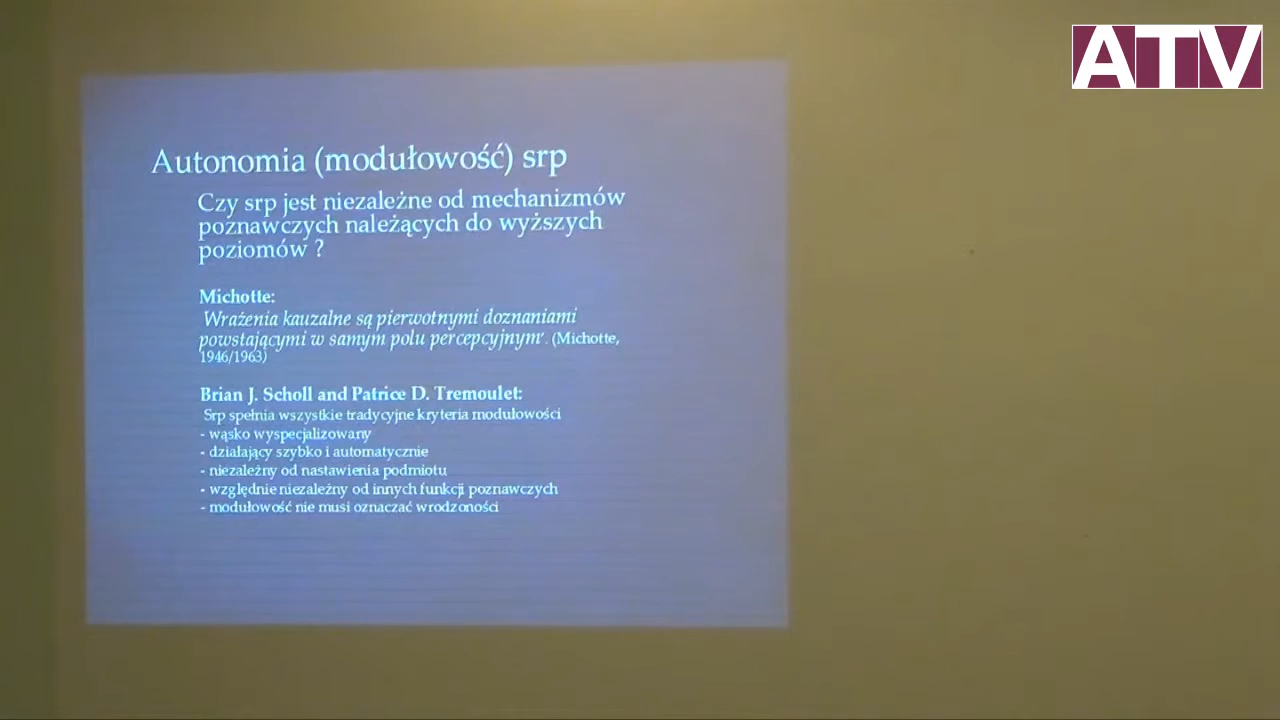 ATV
Autonomia (modułowość) srp
Czy srp jest niezależne od mechanizmów
poznawczych należących do wyższych
poziomów ?
Michotte:
Wrażenia kauzalne są pierwotnymi doznaniami
powstającymi w samym polu percepcyjnym'. (Michotte,
1946/1963)
Brian J. Scholl and Patrice D. Tremoulet:
Srp spełnia wszystkie tradycyjne kryteria modułowości
- wąsko wyspecjalizowany
- działający szybko i automatycznie
- niezależny od nastawienia podmiotu
- względnie niezależny od innych funkcji poznawczych
- modułowość nie musi oznaczać wrodzoności